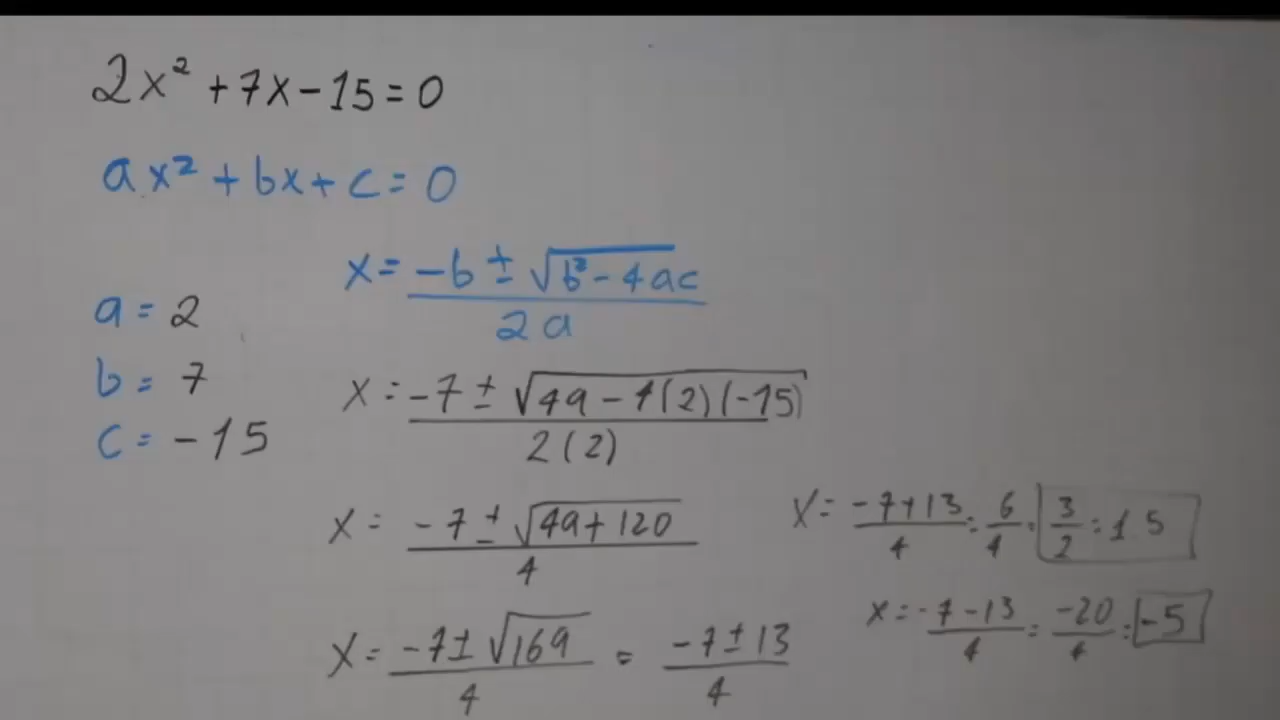 2x² + 7x - 15 = 0
ax² + bx + c = 0
x = (-b ± √(b² - 4ac)) / 2a
a = 2
b = 7
c = -15
x = (-7 ± √(49 - 4(2)(-15))) / 2(2)
x = (-7 ± √(49 + 120)) / 4
x = (-7 ± √169) / 4 = (-7 ± 13) / 4
x = (-7 + 13) / 4 = 6/4 = 3/2 = 1.5
x = (-7 - 13) / 4 = -20/4 = -5